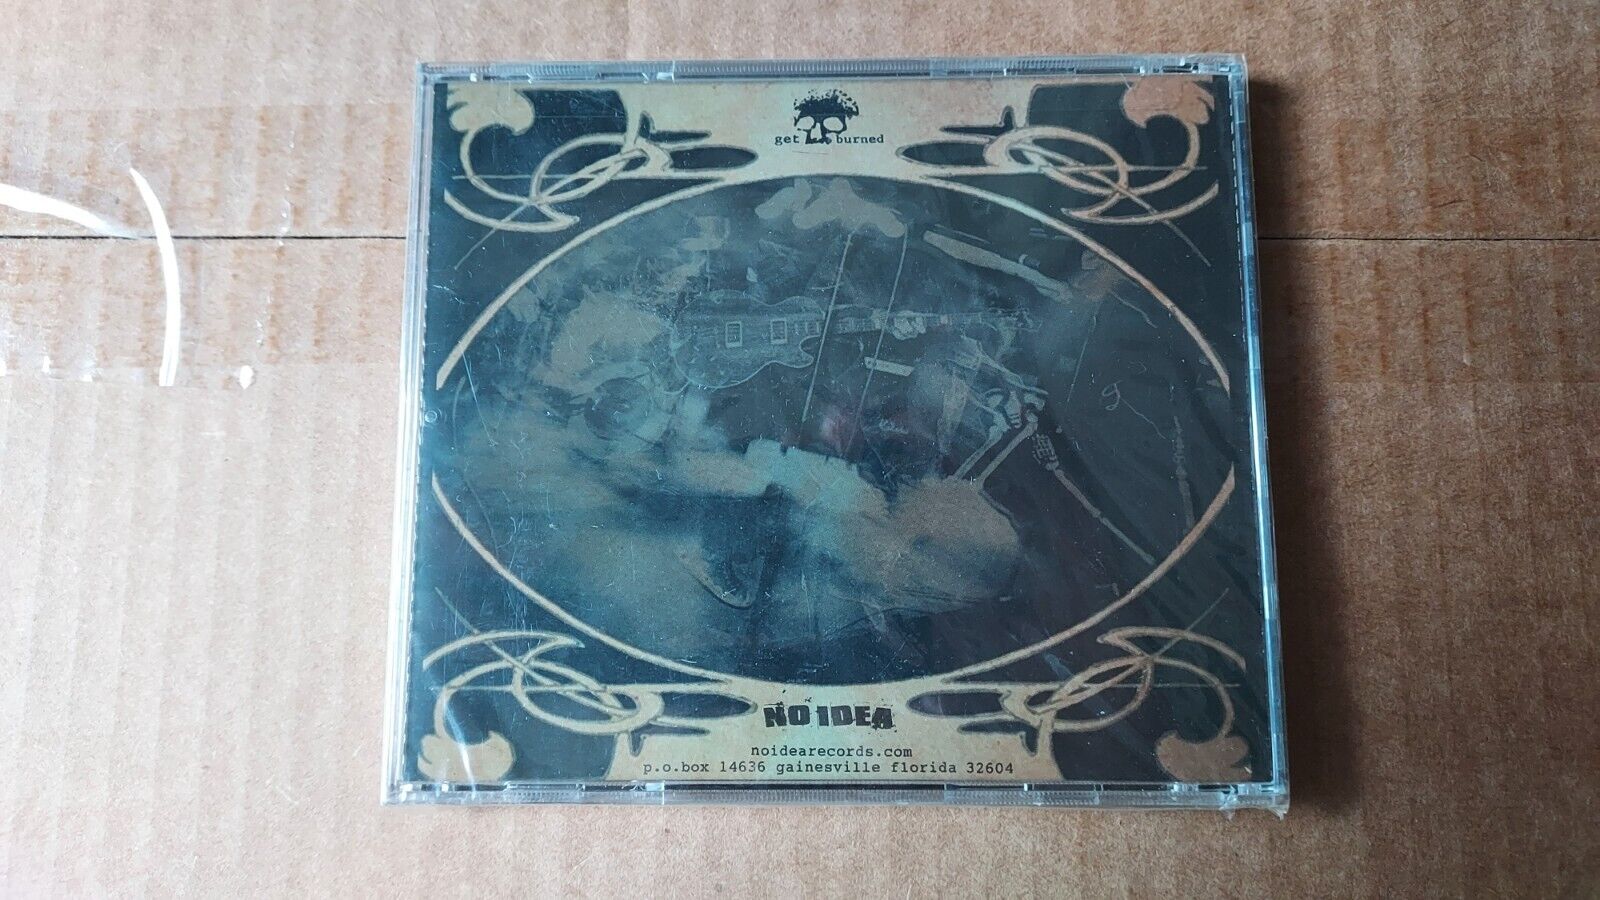 get burned
NO IDEA
noidearecords.com
p.o.box 14636 gainesville florida 32604